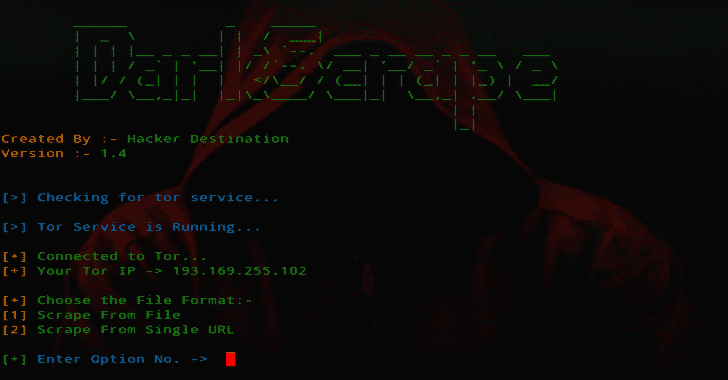 DarkScrape
Created By :- Hacker Destination
Version :- 1.4
[>] Checking for tor service...
[>] Tor Service is Running...
[+] Connected to Tor...
[+] Your Tor IP -> 193.169.255.102
[+] Choose the File Format:-
[1] Scrape From File
[2] Scrape From Single URL
[+] Enter Option No. ->